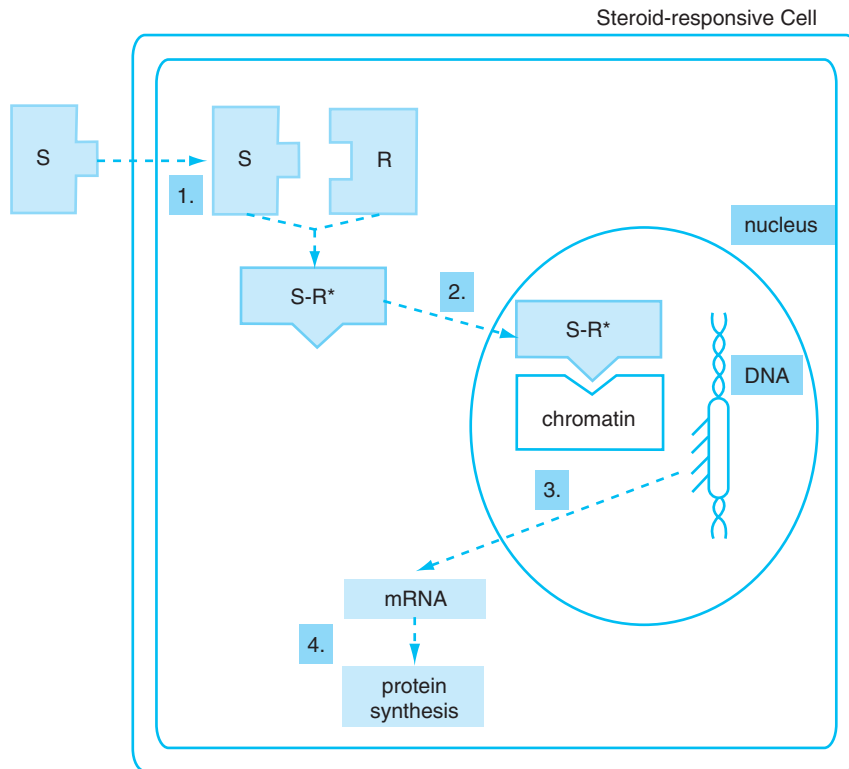 Steroid-responsive Cell
S
S
R
1.
nucleus
S-R*
2.
S-R*
DNA
chromatin
3.
mRNA
4.
protein
synthesis